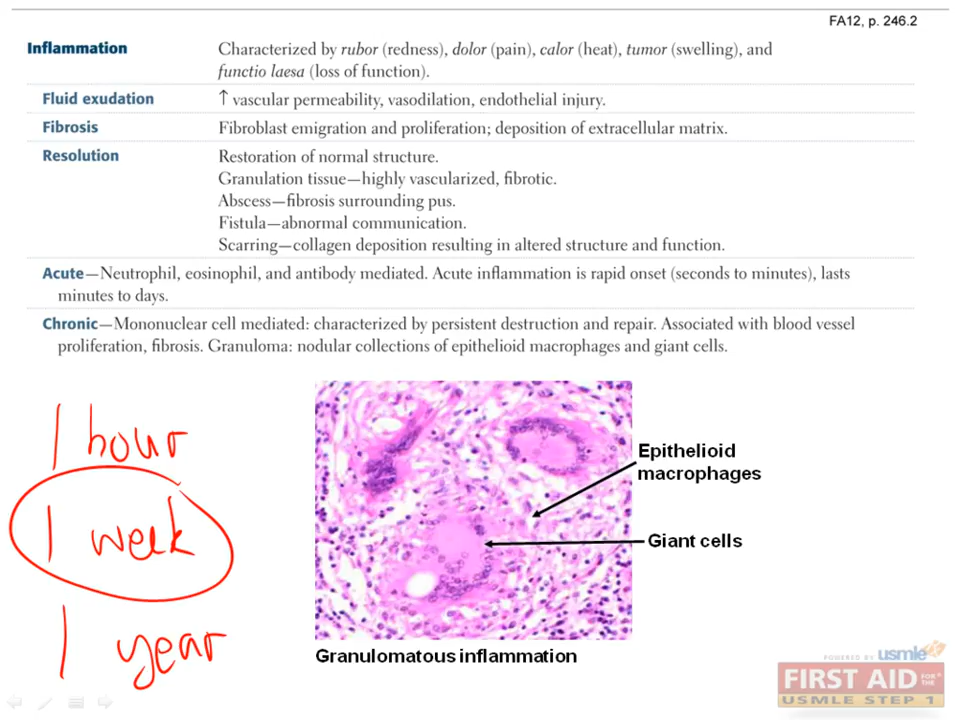 FA12, p. 246.2
Inflammation Characterized by rubor (redness), dolor (pain), calor (heat), tumor (swelling), and
functio laesa (loss of function).
Fluid exudation ↑ vascular permeability, vasodilation, endothelial injury.
Fibrosis Fibroblast emigration and proliferation; deposition of extracellular matrix.
Resolution Restoration of normal structure.
Granulation tissue—highly vascularized, fibrotic.
Abscess—fibrosis surrounding pus.
Fistula—abnormal communication.
Scarring—collagen deposition resulting in altered structure and function.
Acute—Neutrophil, eosinophil, and antibody mediated. Acute inflammation is rapid onset (seconds to minutes), lasts
minutes to days.
Chronic—Mononuclear cell mediated: characterized by persistent destruction and repair. Associated with blood vessel
proliferation, fibrosis. Granuloma: nodular collections of epithelioid macrophages and giant cells.
1 hour
1 week
1 year
Epithelioid
macrophages
Giant cells
Granulomatous inflammation
POWERED BY usmle
FIRST AID FOR THE
USMLE STEP 1